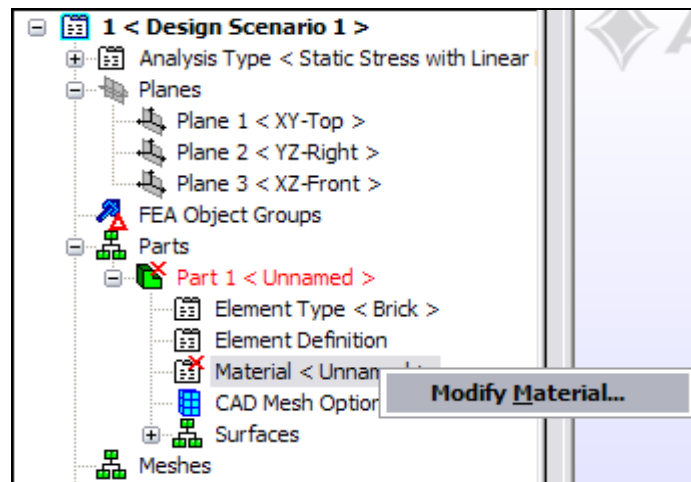 1 < Design Scenario 1 >
Analysis Type < Static Stress with Linear
Planes
Plane 1 < XY-Top >
Plane 2 < YZ-Right >
Plane 3 < XZ-Front >
FEA Object Groups
Parts
Part 1 < Unnamed >
Element Type < Brick >
Element Definition
Material < Unnamed >
Modify Material...
CAD Mesh Option
Surfaces
Meshes